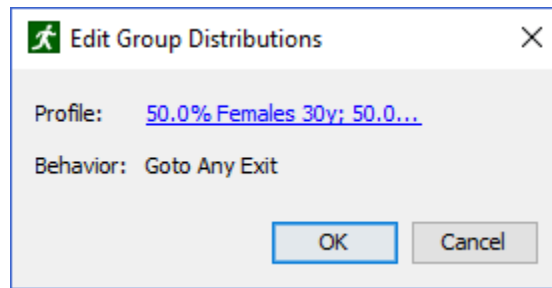 Edit Group Distributions
Profile: 50.0% Females 30y; 50.0...
Behavior: Goto Any Exit
OK Cancel